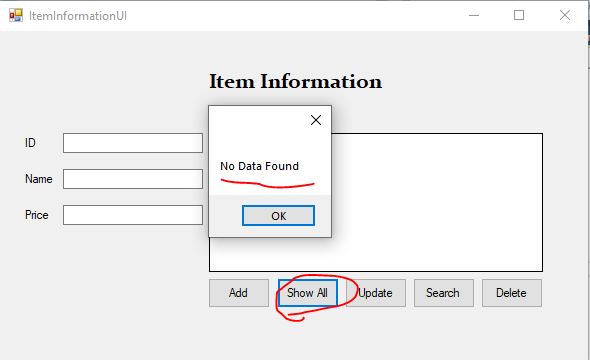 ItemInformationUI
Item Information
ID
Name
Price
No Data Found
OK
Add
Show All
Update
Search
Delete